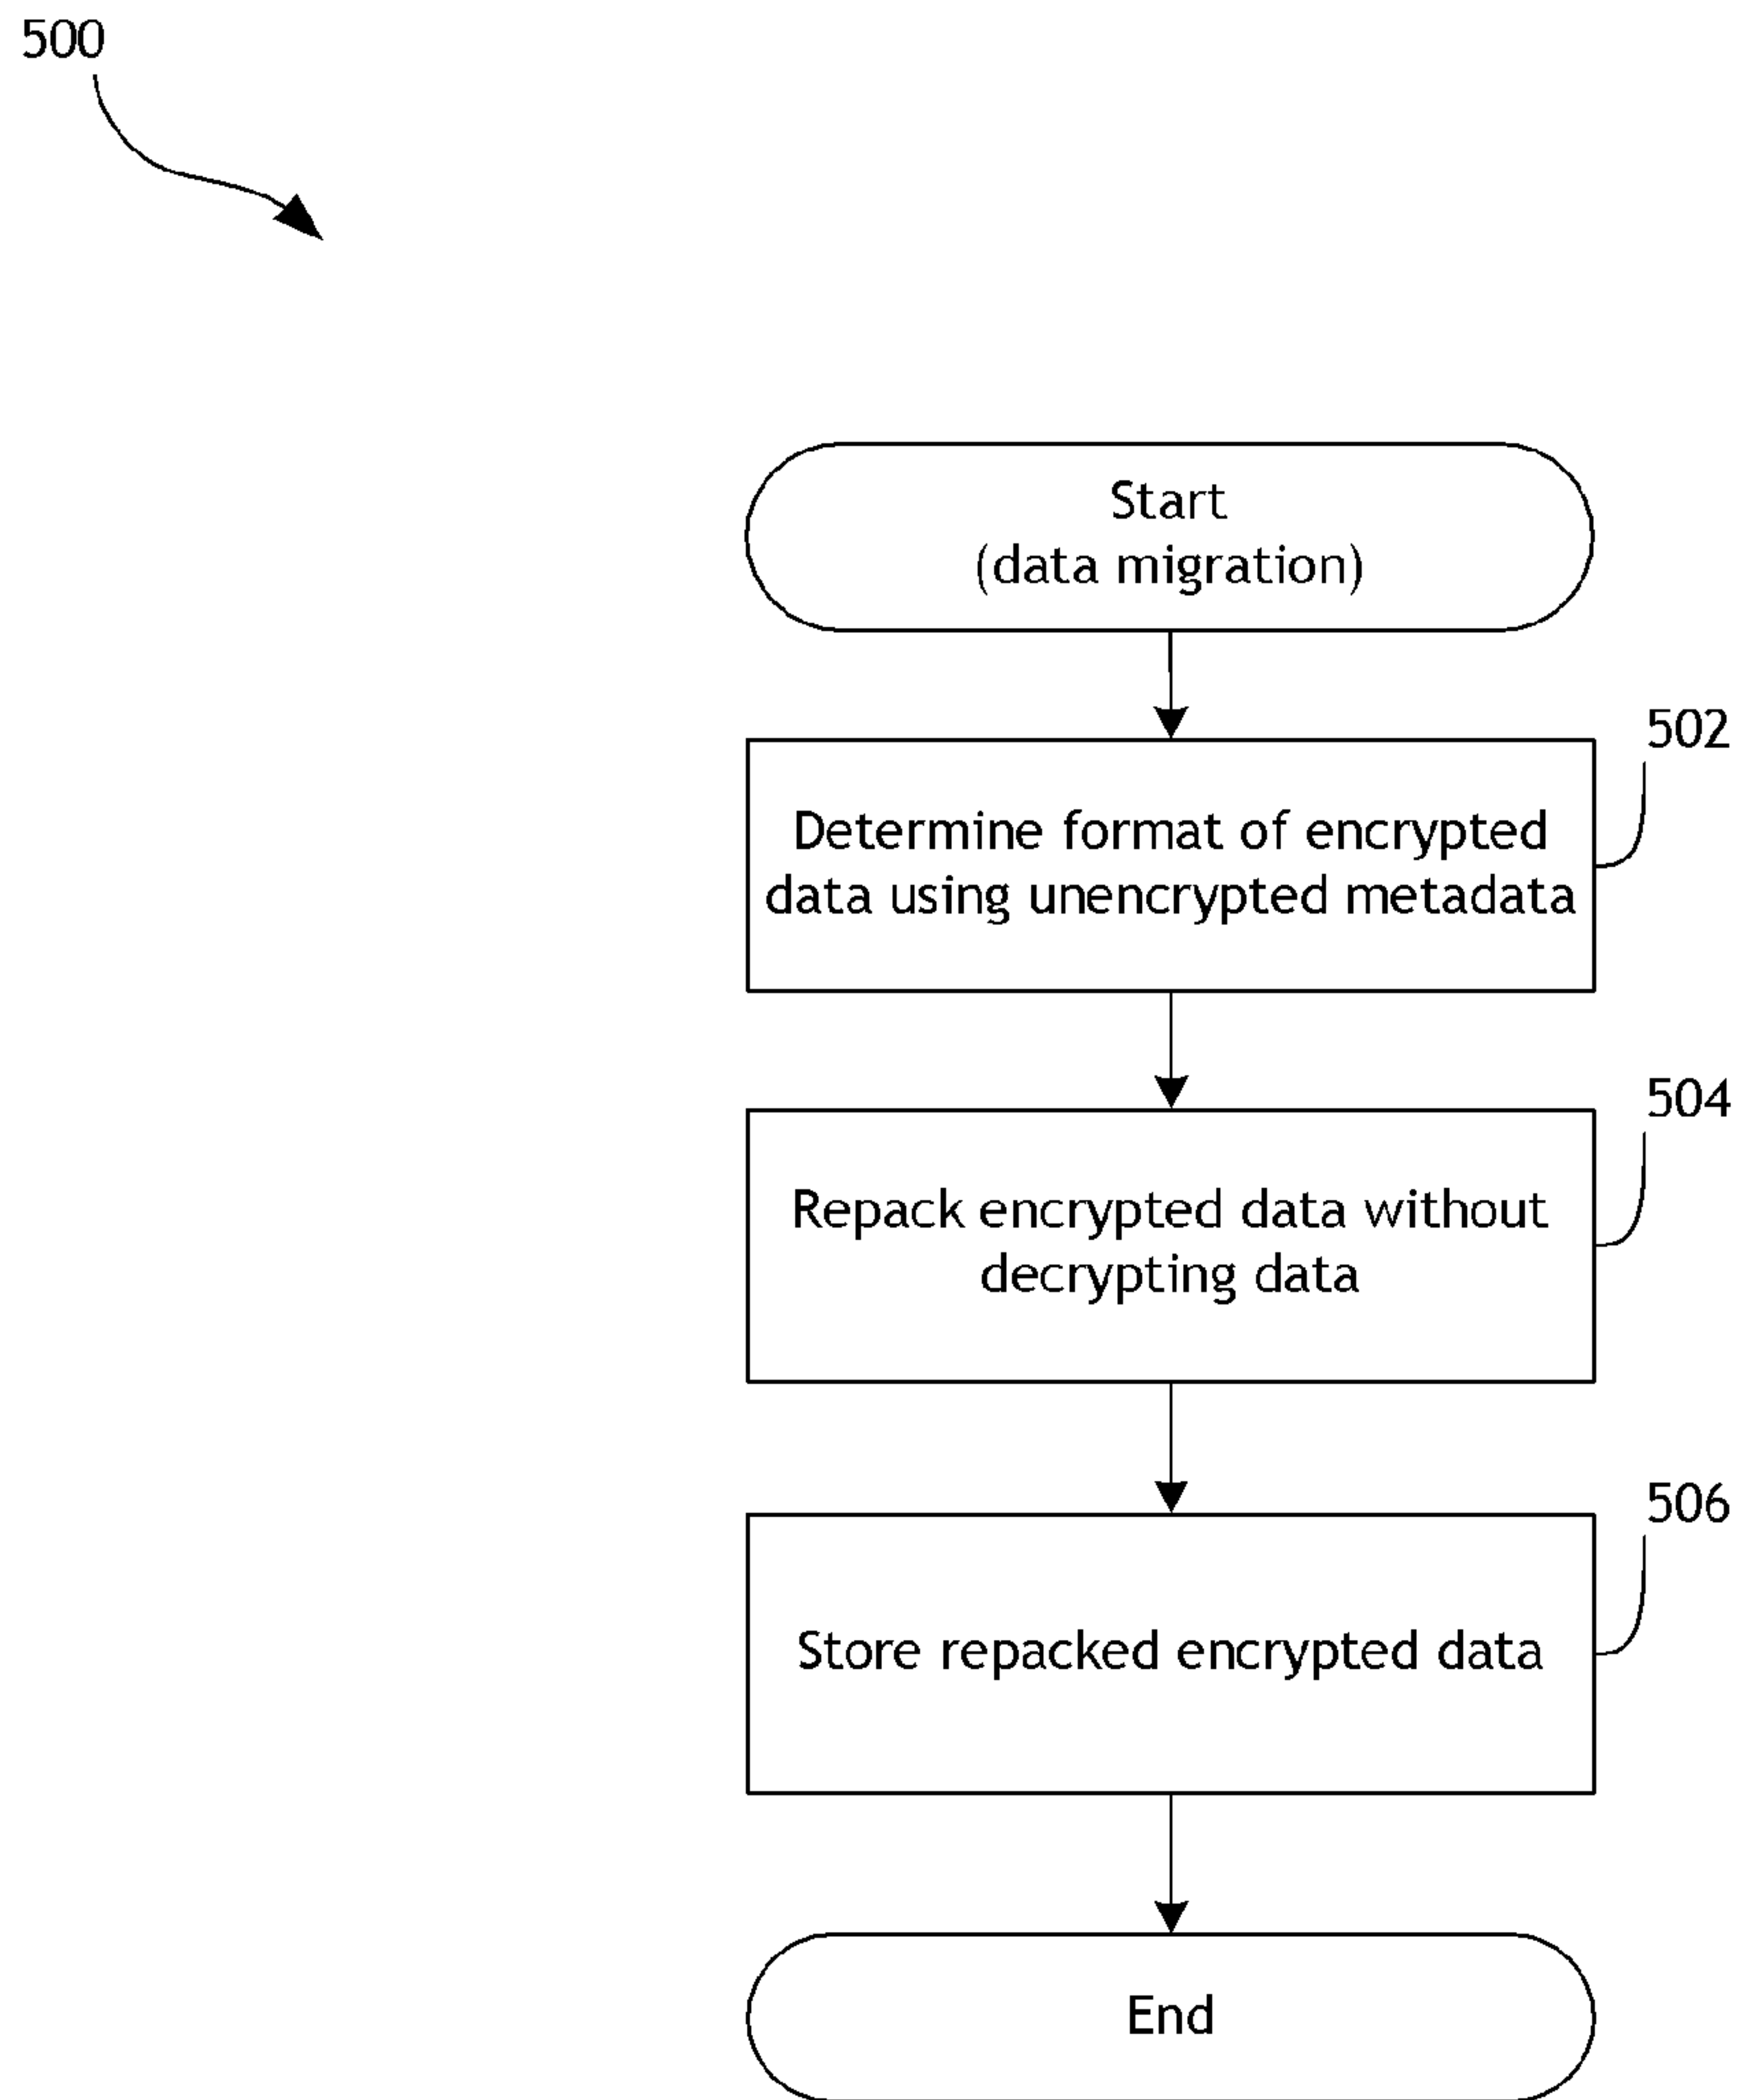 500
Start
(data migration)
502
Determine format of encrypted
data using unencrypted metadata
504
Repack encrypted data without
decrypting data
506
Store repacked encrypted data
End